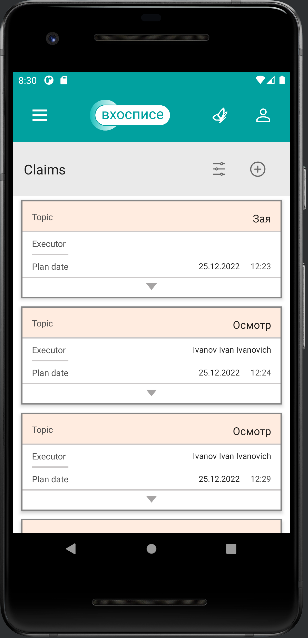 8:30
вхосписе
Claims
Topic Зая
Executor
Plan date 25.12.2022 12:23
Topic Осмотр
Executor Ivanov Ivan Ivanovich
Plan date 25.12.2022 12:24
Topic Осмотр
Executor Ivanov Ivan Ivanovich
Plan date 25.12.2022 12:29